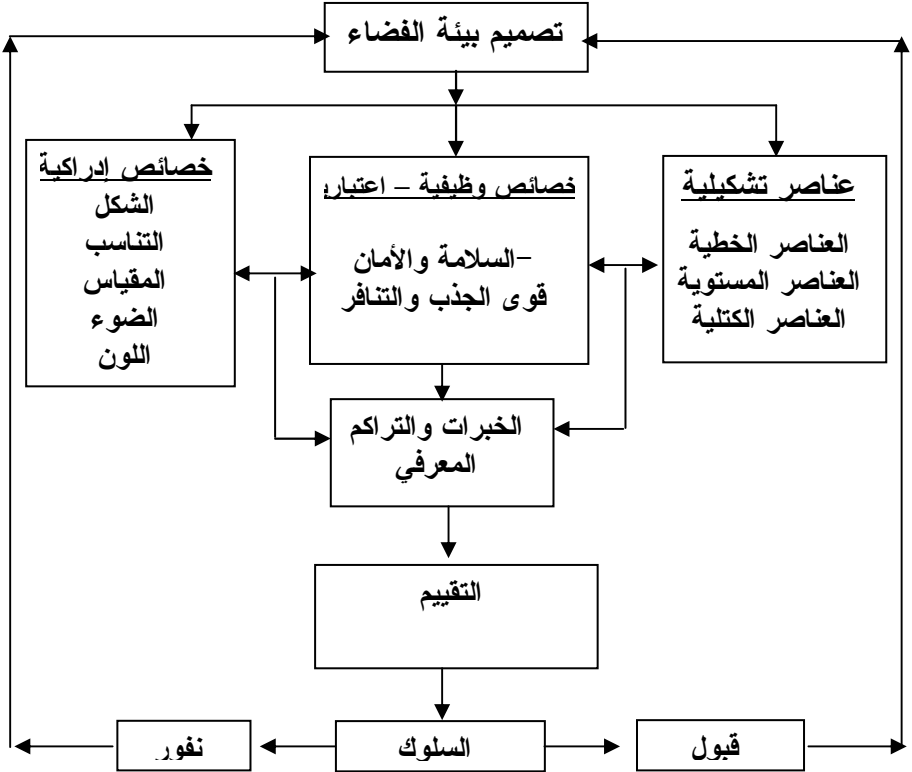 تصميم بيئة الفضاء
عناصر تشكيلية
العناصر الخطية
العناصر المستوية
العناصر الكتلية
خصائص وظيفية – اعتباري
–السلامة والأمان
قوى الجذب والتنافر
خصائص إدراكية
الشكل
التناسب
المقياس
الضوء
اللون
الخبرات والتراكم
المعرفي
التقييم
قبول
السلوك
نفور